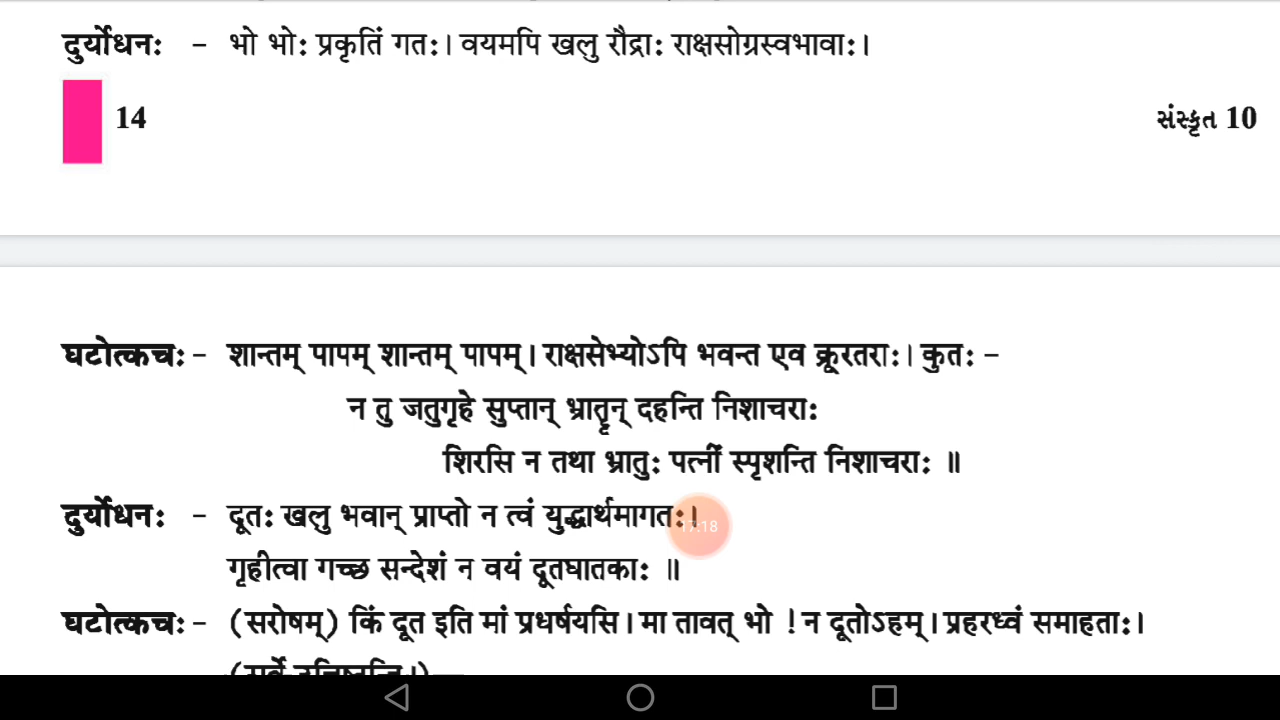 दुर्योधनः - भो भोः प्रकृतिं गतः। वयमपि खलु रौद्राः राक्षसोग्रस्वभावाः।
14 સંસ્કૃત 10
घटोत्कचः - शान्तम् पापम् शान्तम् पापम्। राक्षसेभ्योऽपि भवन्त एव क्रूरतराः। कुतः -
न तु जतुगृहे सुप्तान् भ्रातॄन् दहन्ति निशाचराः
शिरसि न तथा भ्रातुः पत्नीं स्पृशन्ति निशाचराः ॥
दुर्योधनः - दूतः खलु भवान् प्राप्तो न त्वं युद्धार्थमागतः।
17:18
गृहीत्वा गच्छ सन्देशं न वयं दूतघातकाः ॥
घटोत्कचः - (सरोषम्) किं दूत इति मां प्रधर्षयसि। मा तावत् भो ! न दूतोऽहम्। प्रहरध्वं समाहताः।